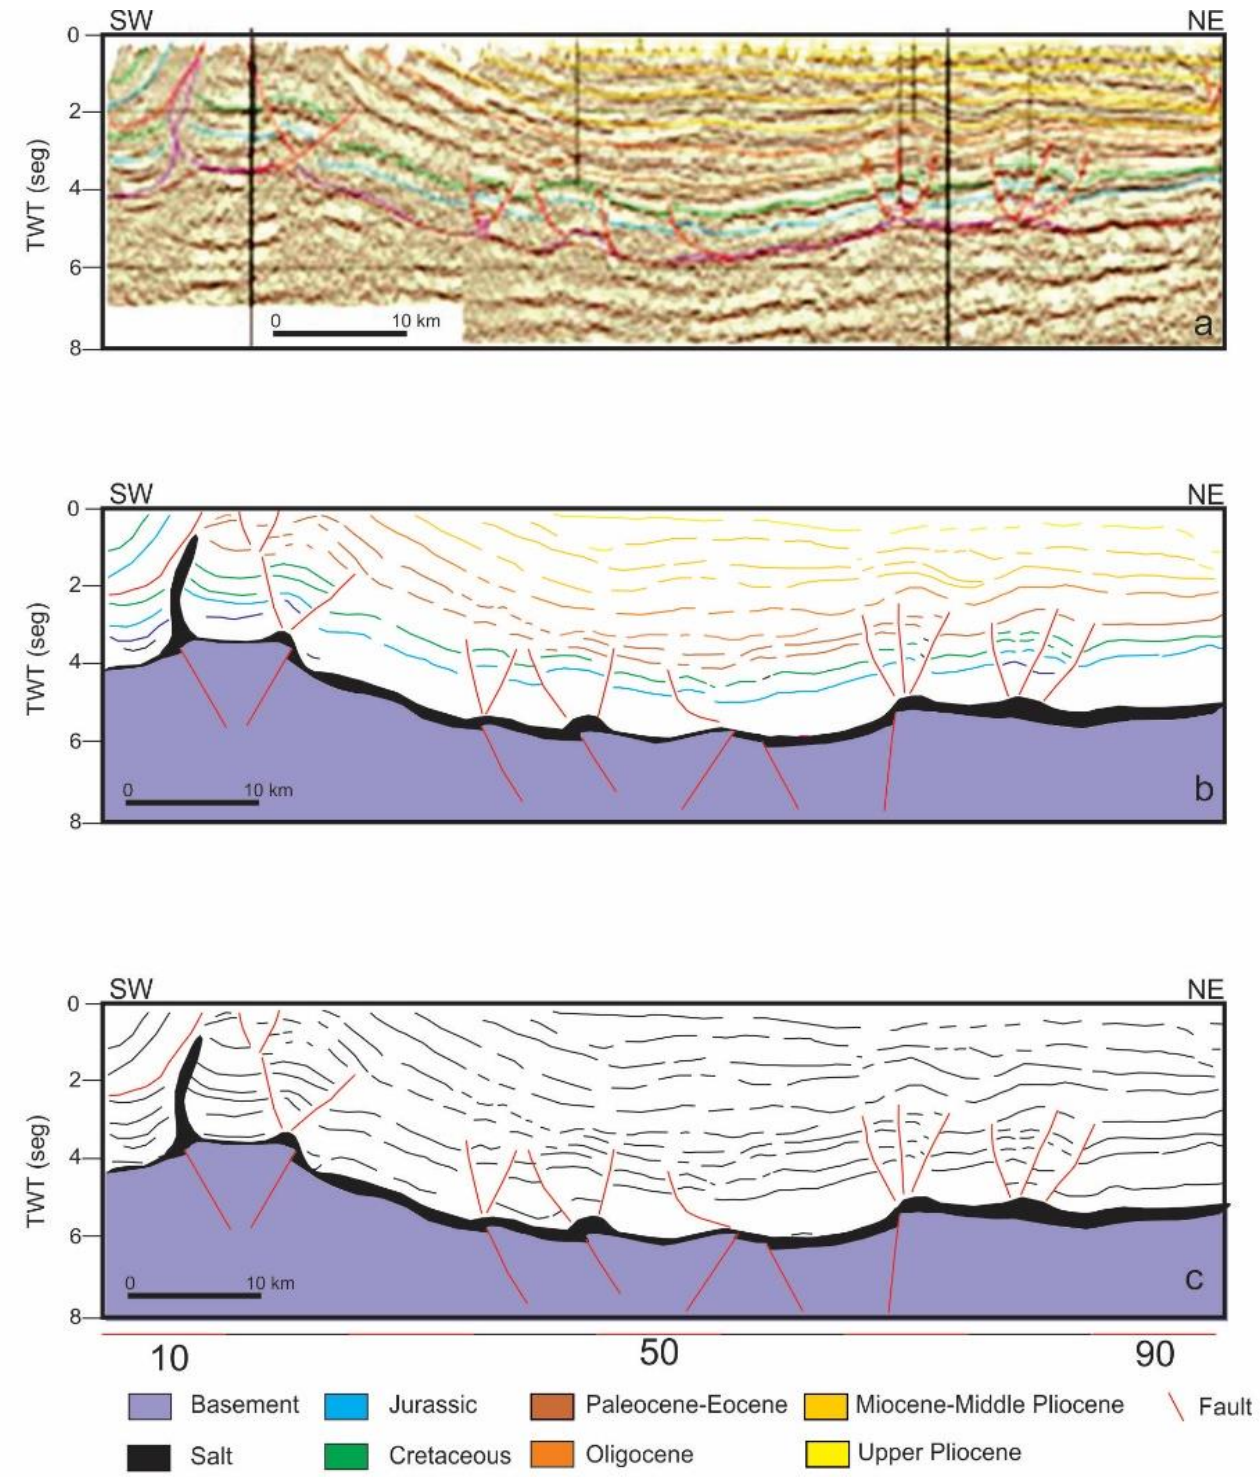 SW NE
0
2
4
6
8
TWT (seg)
0 10 km
a
SW NE
0
2
4
6
8
TWT (seg)
0 10 km
b
SW NE
0
2
4
6
8
TWT (seg)
0 10 km
c
10 50 90
Basement Jurassic Paleocene-Eocene Miocene-Middle Pliocene Fault
Salt Cretaceous Oligocene Upper Pliocene